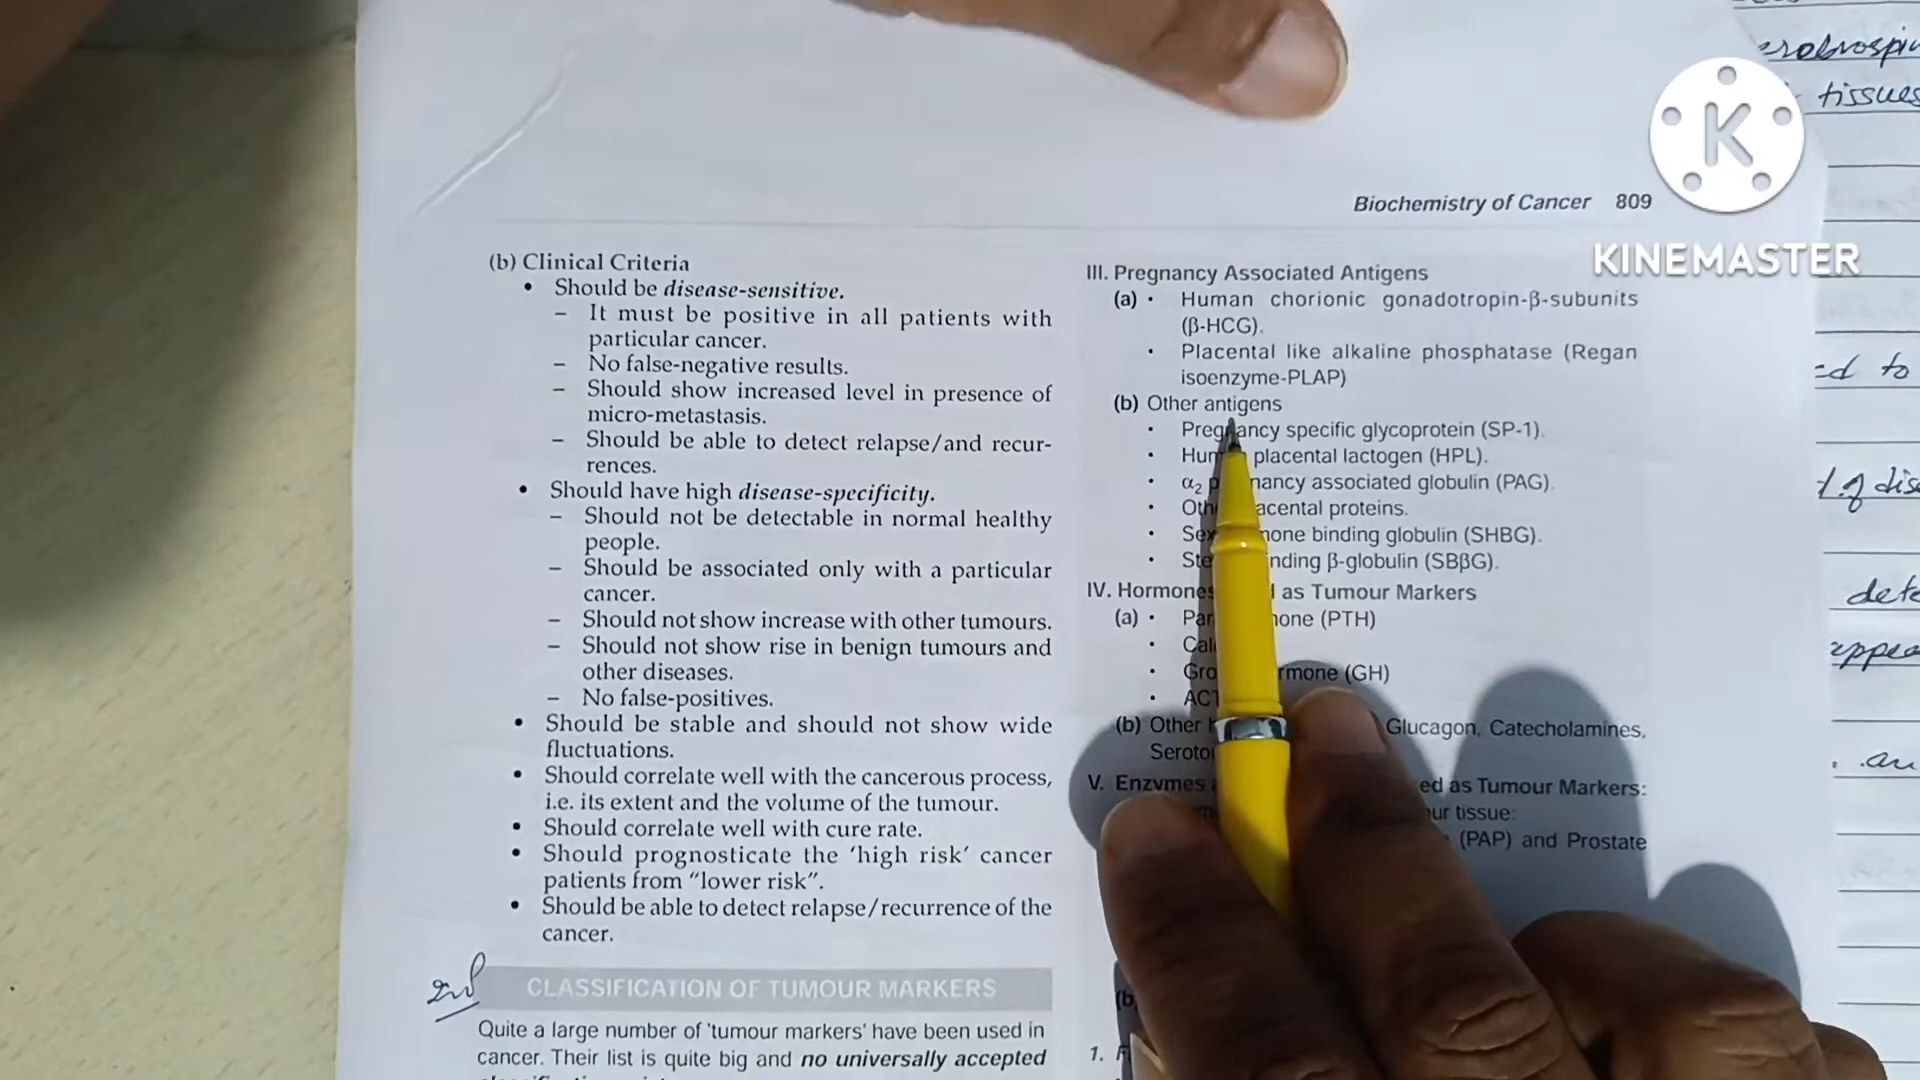 Biochemistry of Cancer 809
K
KINEMASTER
(b) Clinical Criteria
• Should be disease-sensitive.
– It must be positive in all patients with
particular cancer.
– No false-negative results.
– Should show increased level in presence of
micro-metastasis.
– Should be able to detect relapse/and recur-
rences.
• Should have high disease-specificity.
– Should not be detectable in normal healthy
people.
– Should be associated only with a particular
cancer.
– Should not show increase with other tumours.
– Should not show rise in benign tumours and
other diseases.
– No false-positives.
• Should be stable and should not show wide
fluctuations.
• Should correlate well with the cancerous process,
i.e. its extent and the volume of the tumour.
• Should correlate well with cure rate.
• Should prognosticate the ‘high risk’ cancer
patients from “lower risk”.
• Should be able to detect relapse/recurrence of the
cancer.
CLASSIFICATION OF TUMOUR MARKERS
Quite a large number of 'tumour markers' have been used in
cancer. Their list is quite big and no universally accepted
III. Pregnancy Associated Antigens
(a) • Human chorionic gonadotropin-β-subunits
(β-HCG).
• Placental like alkaline phosphatase (Regan
isoenzyme-PLAP)
(b) Other antigens
• Pregnancy specific glycoprotein (SP-1).
• placental lactogen (HPL).
• α2 associated globulin (PAG).
• proteins.
• binding globulin (SHBG).
• β-globulin (SBβG).
IV. Hormones as Tumour Markers
(a) • (PTH)
•
• (GH)
•
(b) Other Glucagon, Catecholamines,
V. Enzymes as Tumour Markers:
tissue:
(PAP) and Prostate
(b
1.
tissues
to